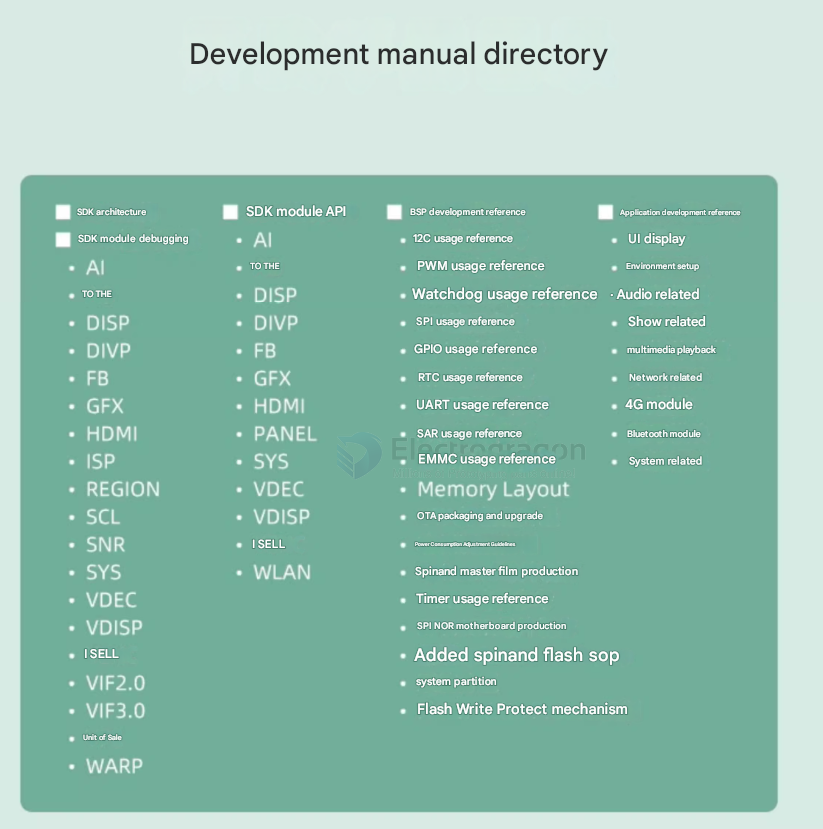 Development manual directory
SDK architecture
SDK module debugging
• AI
• TO THE
• DISP
• DIVP
• FB
• GFX
• HDMI
• ISP
• REGION
• SCL
• SNR
• SYS
• VDEC
• VDISP
• I SELL
• VIF2.0
• VIF3.0
• Unit of Sale
• WARP
SDK module API
• AI
• TO THE
• DISP
• DIVP
• FB
• GFX
• HDMI
• PANEL
• SYS
• VDEC
• VDISP
• I SELL
• WLAN
BSP development reference
• 12C usage reference
• PWM usage reference
• Watchdog usage reference
• SPI usage reference
• GPIO usage reference
• RTC usage reference
• UART usage reference
• SAR usage reference
• EMMC usage reference
• Memory Layout
• OTA packaging and upgrade
• Power Consumption Adjustment Guidelines
• Spinand master film production
• Timer usage reference
• SPI NOR motherboard production
• Added spinand flash sop
• system partition
• Flash Write Protect mechanism
Application development reference
• UI display
• Environment setup
· Audio related
• Show related
• multimedia playback
• Network related
• 4G module
• Bluetooth module
• System related
Electrodragon